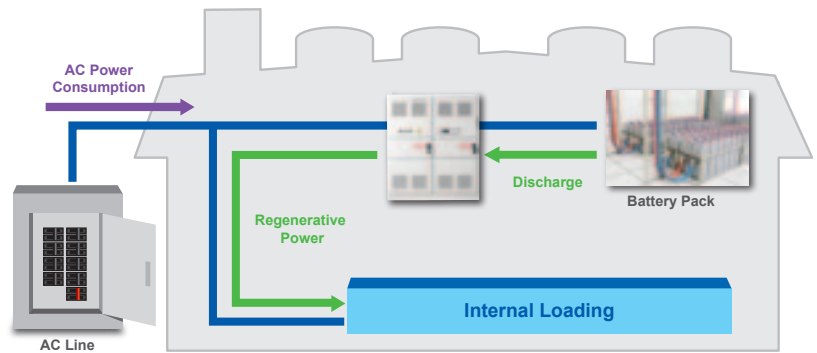 AC Power
Consumption
Discharge
Battery Pack
Regenerative
Power
Internal Loading
AC Line